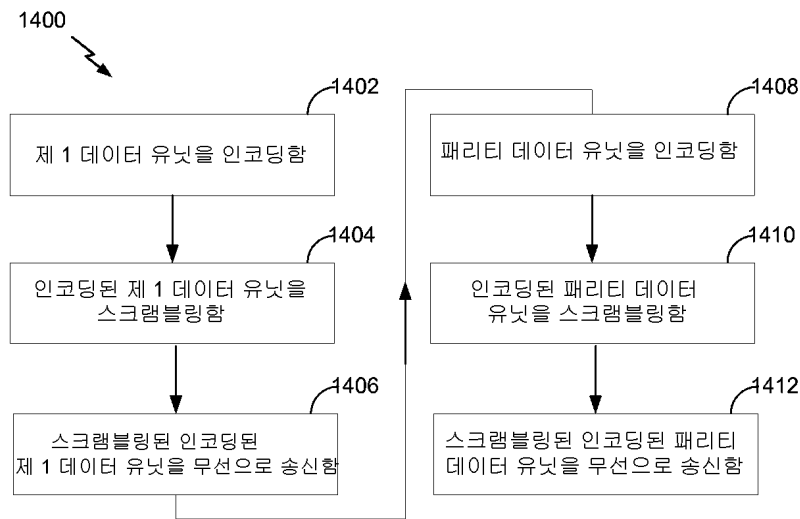 1400
1402
제 1 데이터 유닛을 인코딩함
1404
인코딩된 제 1 데이터 유닛을
스크램블링함
1406
스크램블링된 인코딩된
제 1 데이터 유닛을 무선으로 송신함
1408
패리티 데이터 유닛을 인코딩함
1410
인코딩된 패리티 데이터
유닛을 스크램블링함
1412
스크램블링된 인코딩된 패리티
데이터 유닛을 무선으로 송신함